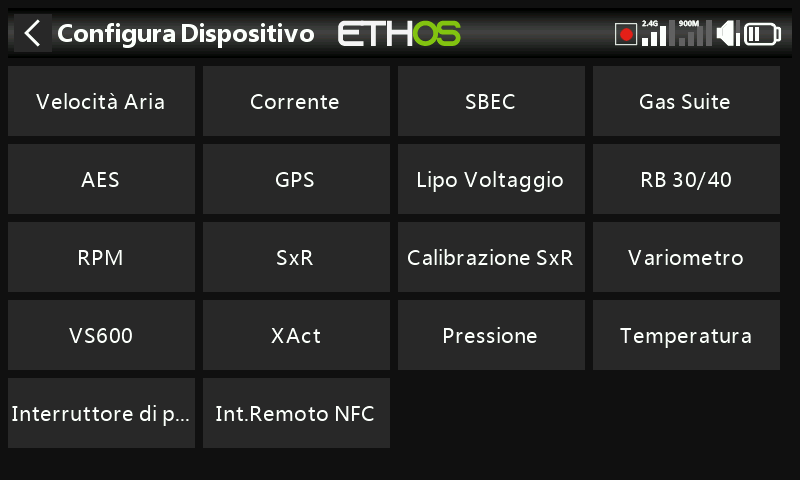 Configura Dispositivo ETHOS 2.4G 900M
Velocità Aria Corrente SBEC Gas Suite
AES GPS Lipo Voltaggio RB 30/40
RPM SxR Calibrazione SxR Variometro
VS600 XAct Pressione Temperatura
Interruttore di p... Int.Remoto NFC